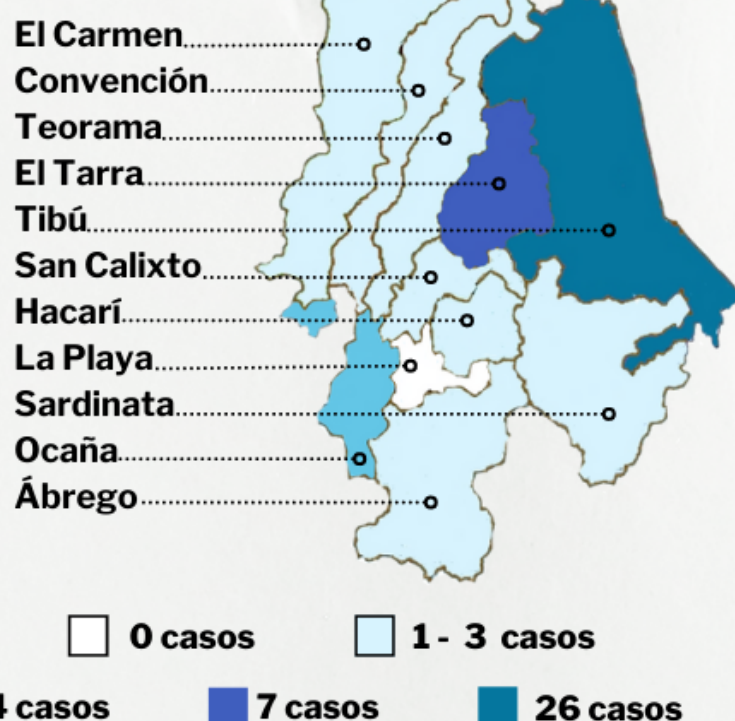 El Carmen
Convención
Teorama
El Tarra
Tibú
San Calixto
Hacarí
La Playa
Sardinata
Ocaña
Ábrego
0 casos
1 - 3 casos
4 casos
7 casos
26 casos